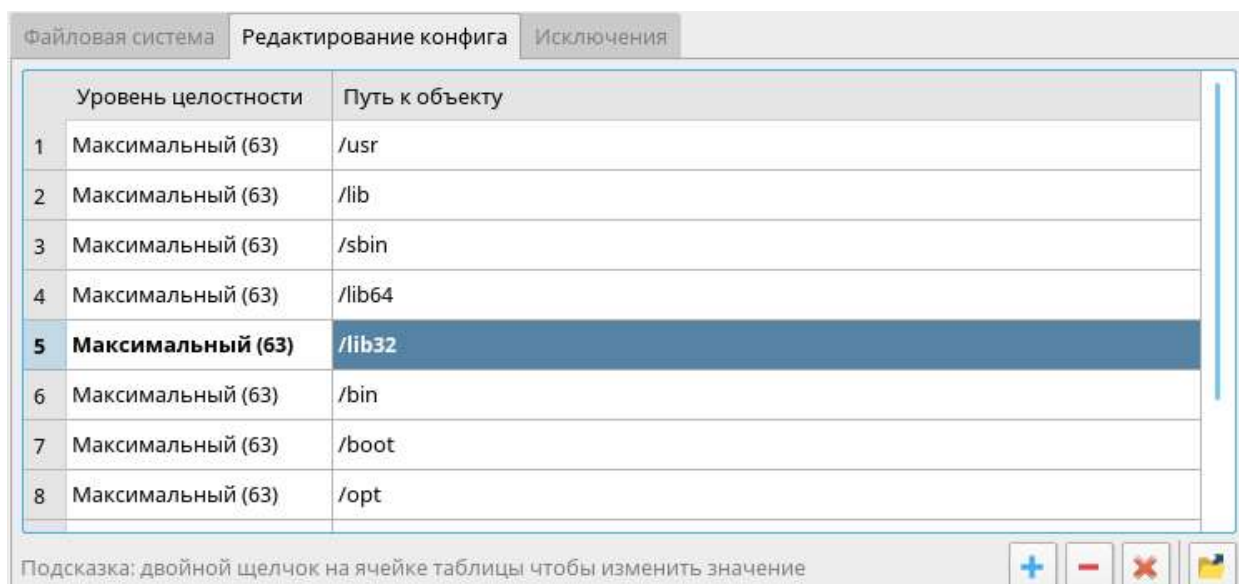 Файловая система Редактирование конфига Исключения
Уровень целостности Путь к объекту
1 Максимальный (63) /usr
2 Максимальный (63) /lib
3 Максимальный (63) /sbin
4 Максимальный (63) /lib64
5 Максимальный (63) /lib32
6 Максимальный (63) /bin
7 Максимальный (63) /boot
8 Максимальный (63) /opt
Подсказка: двойной щелчок на ячейке таблицы чтобы изменить значение